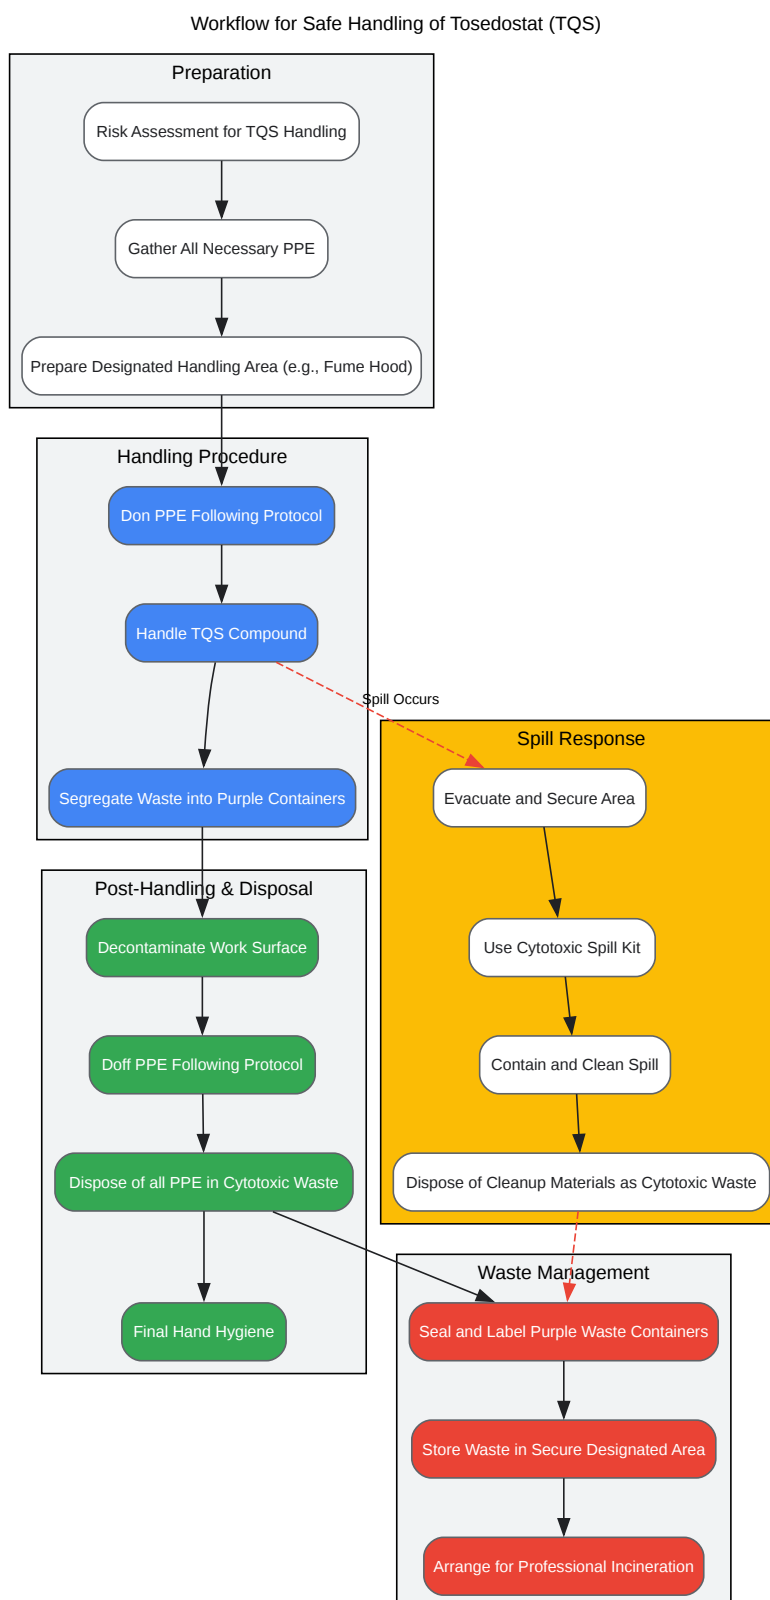 Workflow for Safe Handling of Tosedostat (TQS)
Preparation
Risk Assessment for TQS Handling
Gather All Necessary PPE
Prepare Designated Handling Area (e.g., Fume Hood)
Handling Procedure
Don PPE Following Protocol
Handle TQS Compound
Spill Occurs
Segregate Waste into Purple Containers
Spill Response
Evacuate and Secure Area
Use Cytotoxic Spill Kit
Contain and Clean Spill
Dispose of Cleanup Materials as Cytotoxic Waste
Post-Handling & Disposal
Decontaminate Work Surface
Doff PPE Following Protocol
Dispose of all PPE in Cytotoxic Waste
Final Hand Hygiene
Waste Management
Seal and Label Purple Waste Containers
Store Waste in Secure Designated Area
Arrange for Professional Incineration